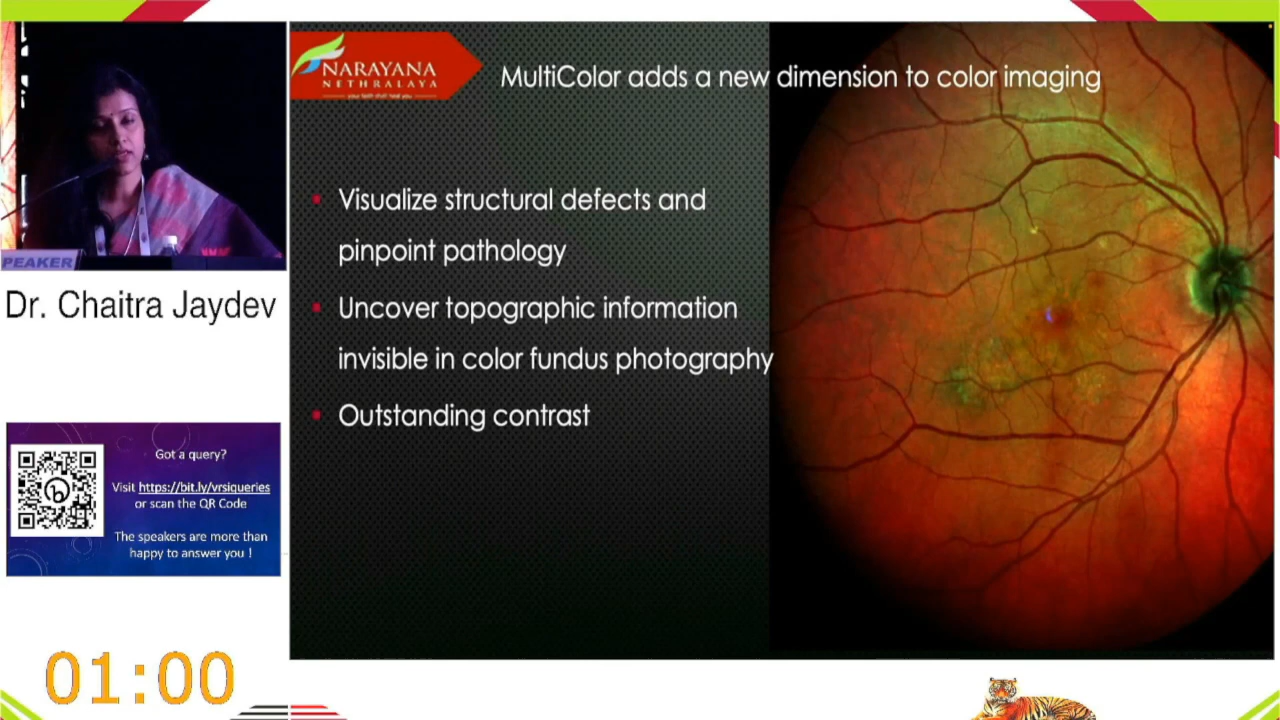 NARAYANA
NETHRALAYA
MultiColor adds a new dimension to color imaging
Visualize structural defects and
pinpoint pathology
Uncover topographic information
invisible in color fundus photography
Outstanding contrast
PEAKER
Dr. Chaitra Jaydev
Got a query?
Visit https://bit.ly/vrsiqueries
or scan the QR Code
The speakers are more than
happy to answer you !
01:00